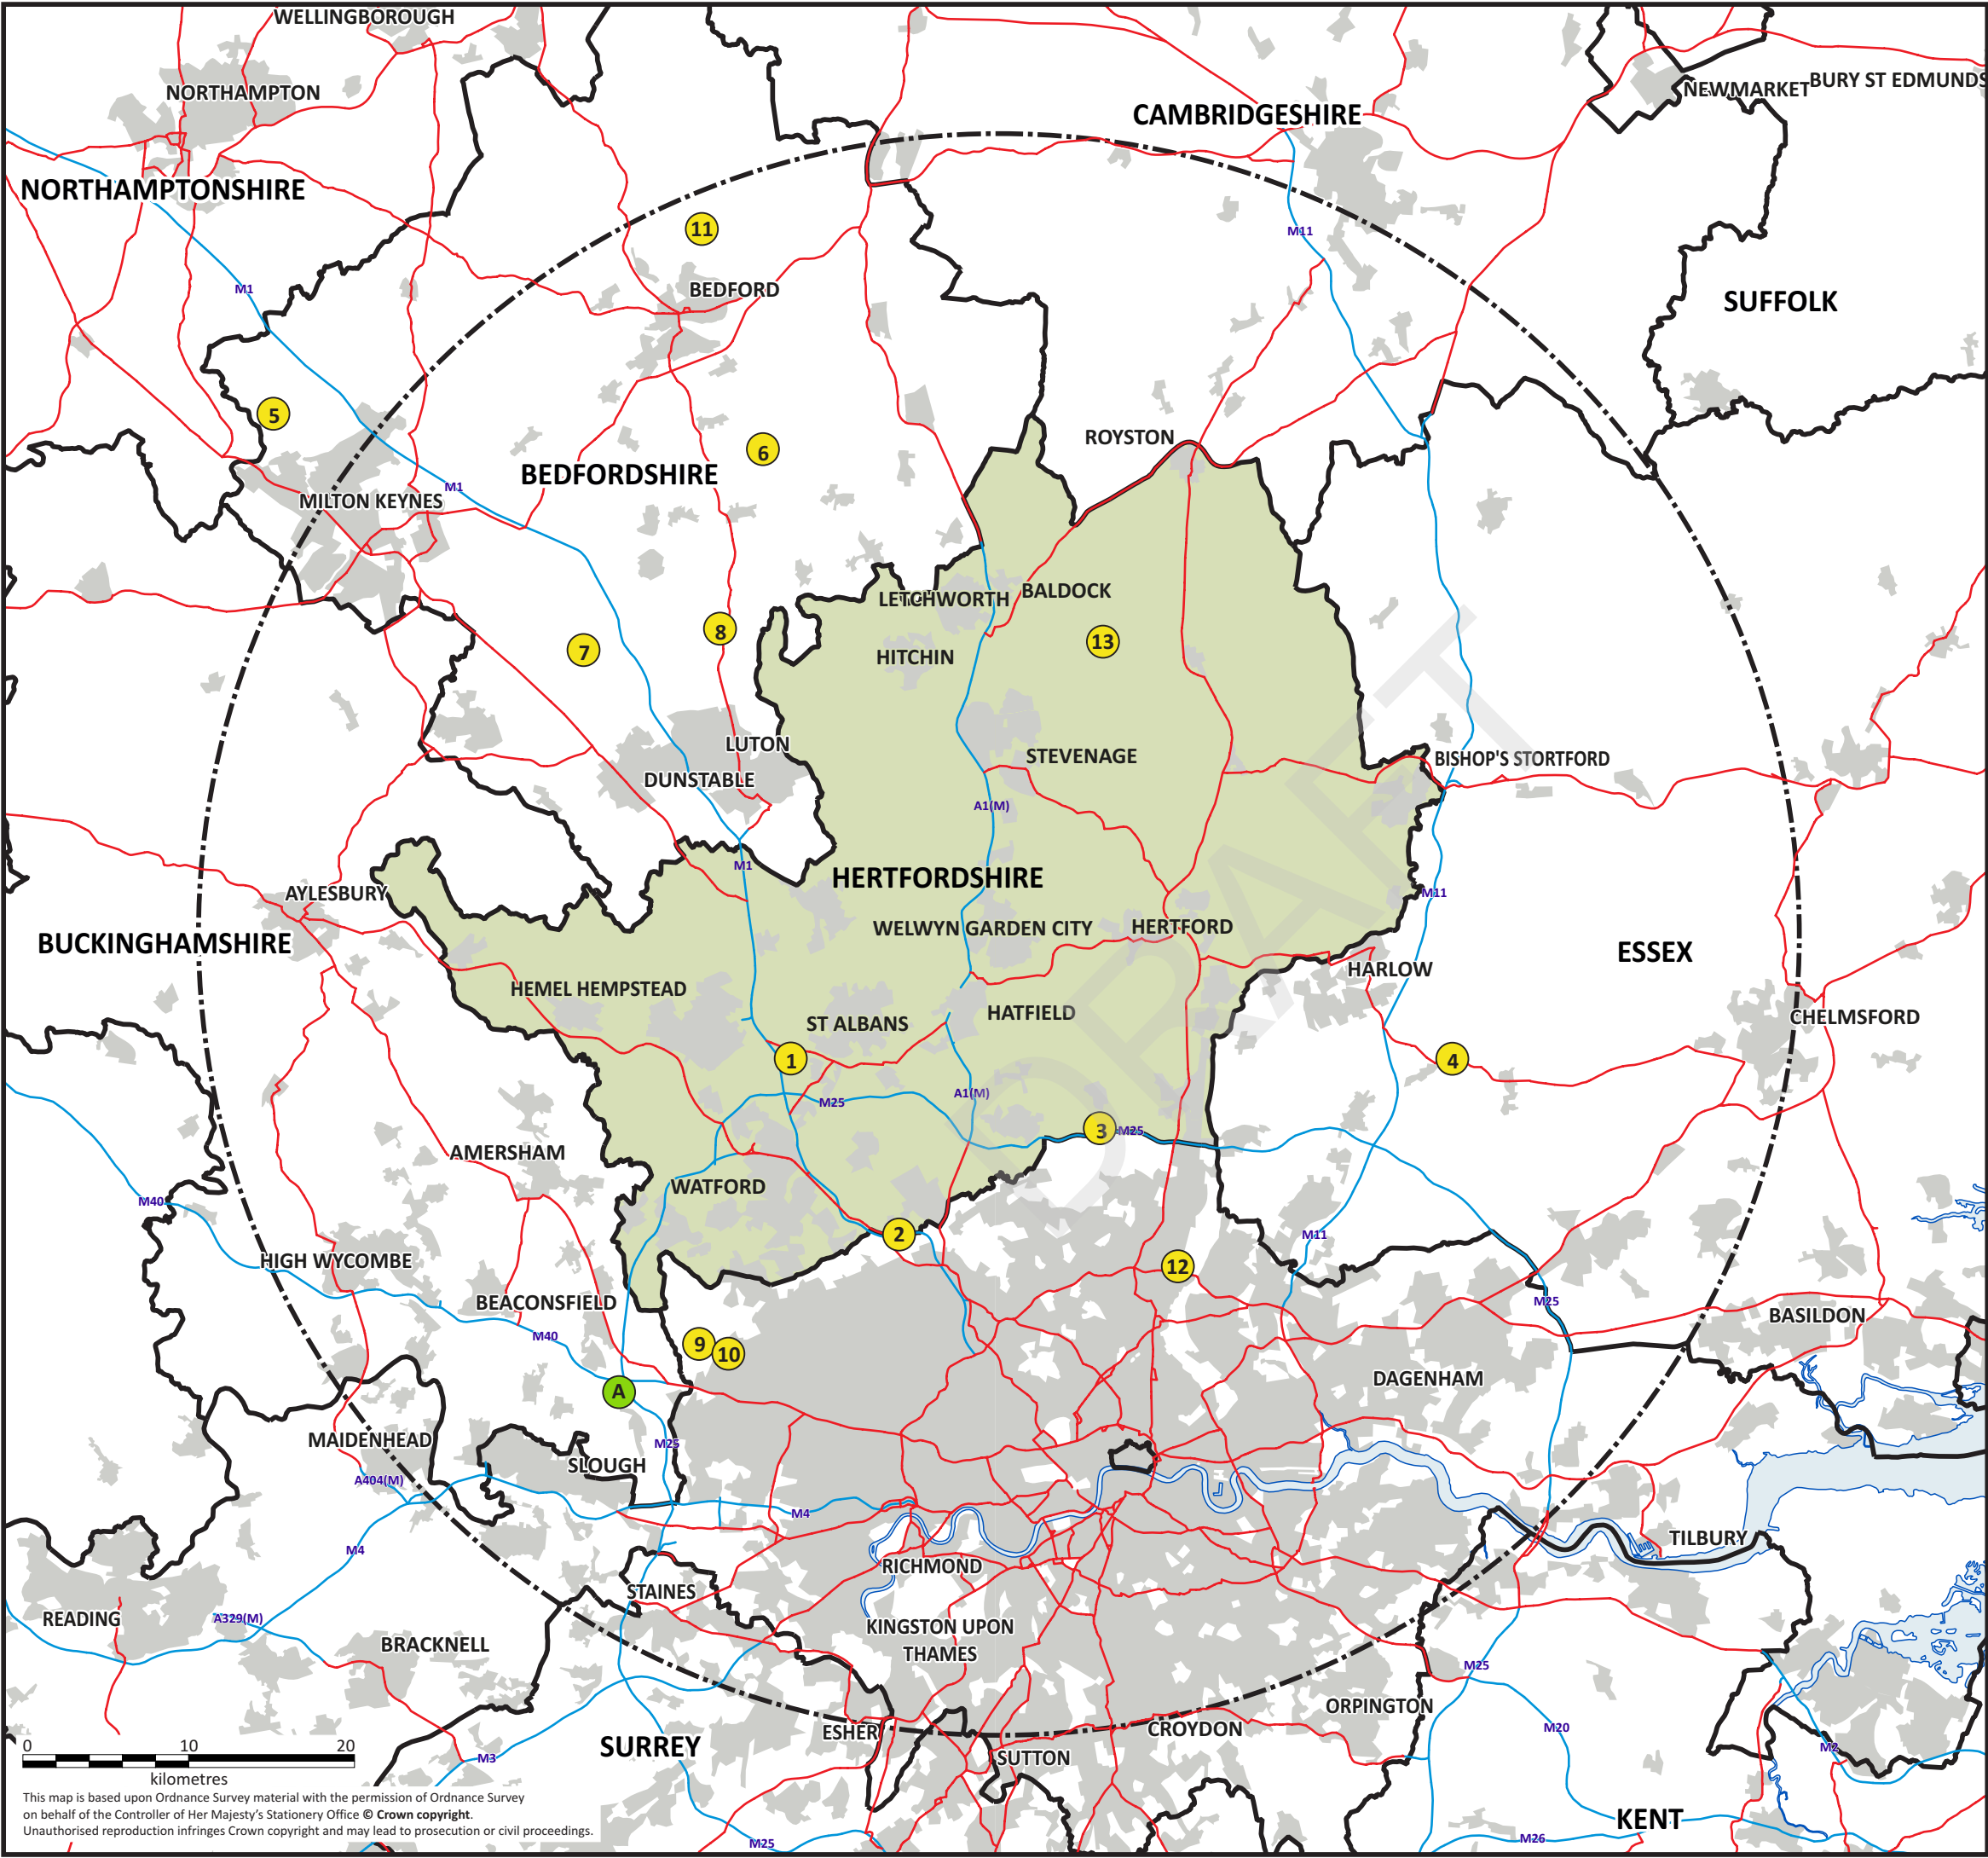 WELLINGBOROUGH
NORTHAMPTON
NEWMARKET
BURY ST EDMUNDS
CAMBRIDGESHIRE
NORTHAMPTONSHIRE
11
M11
M1
BEDFORD
SUFFOLK
5
ROYSTON
6
BEDFORDSHIRE
M1
MILTON KEYNES
LETCHWORTH
BALDOCK
8
13
7
HITCHIN
LUTON
STEVENAGE
BISHOP'S STORTFORD
DUNSTABLE
A1(M)
M1
HERTFORDSHIRE
AYLESBURY
M11
WELWYN GARDEN CITY
HERTFORD
BUCKINGHAMSHIRE
ESSEX
HARLOW
HEMEL HEMPSTEAD
HATFIELD
ST ALBANS
CHELMSFORD
1
4
A1(M)
M25
3
M25
AMERSHAM
WATFORD
M40
2
M11
HIGH WYCOMBE
12
BEACONSFIELD
M25
BASILDON
M40
9
10
DAGENHAM
A
MAIDENHEAD
M25
SLOUGH
A404(M)
M4
TILBURY
M4
RICHMOND
STAINES
READING
A329(M)
KINGSTON UPON
THAMES
BRACKNELL
M25
ORPINGTON
ESHER
CROYDON
M20
SURREY
M2
SUTTON
M3
0 10 20
kilometres
This map is based upon Ordnance Survey material with the permission of Ordnance Survey
on behalf of the Controller of Her Majesty's Stationery Office © Crown copyright.
Unauthorised reproduction infringes Crown copyright and may lead to prosecution or civil proceedings.
KENT
M25
M26
DRAFT